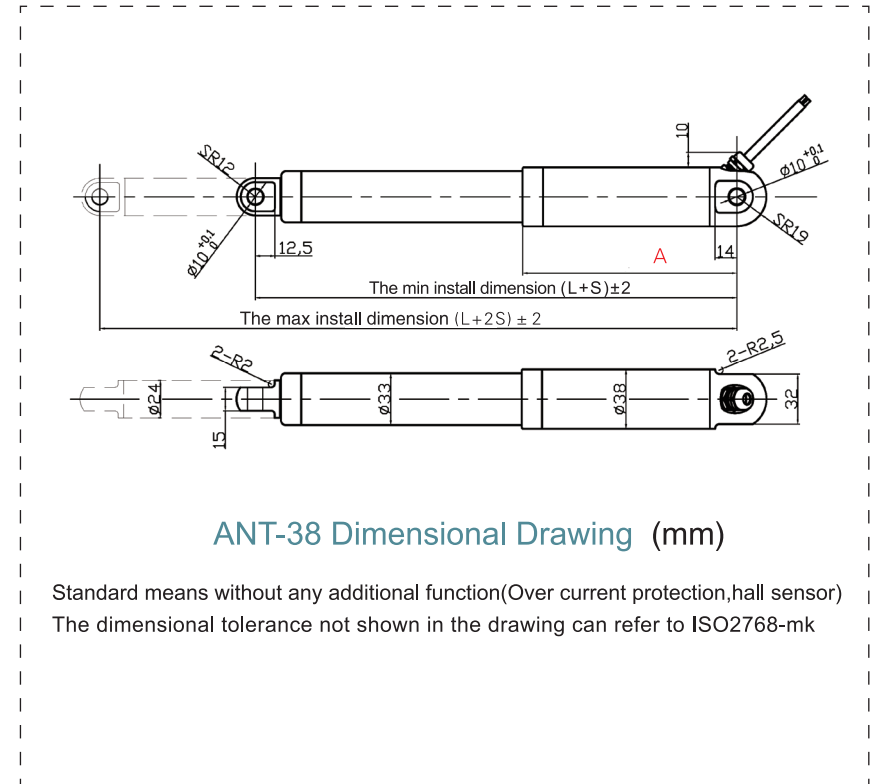 10
SR12
Ø10 +0.1 0
Ø10 +0.1 0
12,5
SR19
14
A
The min install dimension (L+S)±2
The max install dimension (L+2S) ± 2
2-R2
2-R2,5
Ø24
Ø33
Ø38
32
15
ANT-38 Dimensional Drawing (mm)
Standard means without any additional function(Over current protection,hall sensor)
The dimensional tolerance not shown in the drawing can refer to ISO2768-mk